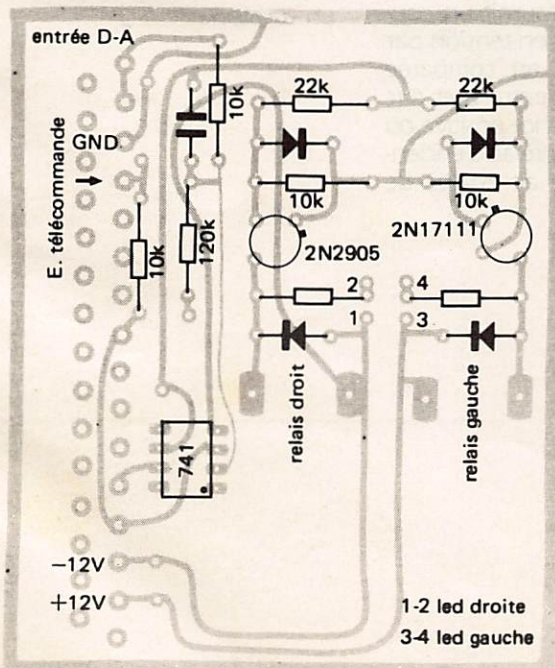 entrée D-A
GND
E. télécommande
10k
10k
120k
22k
22k
10k
10k
2N2905
2N17111
2
1
4
3
relais droit
relais gauche
741
−12V
+12V
1-2 led droite
3-4 led gauche